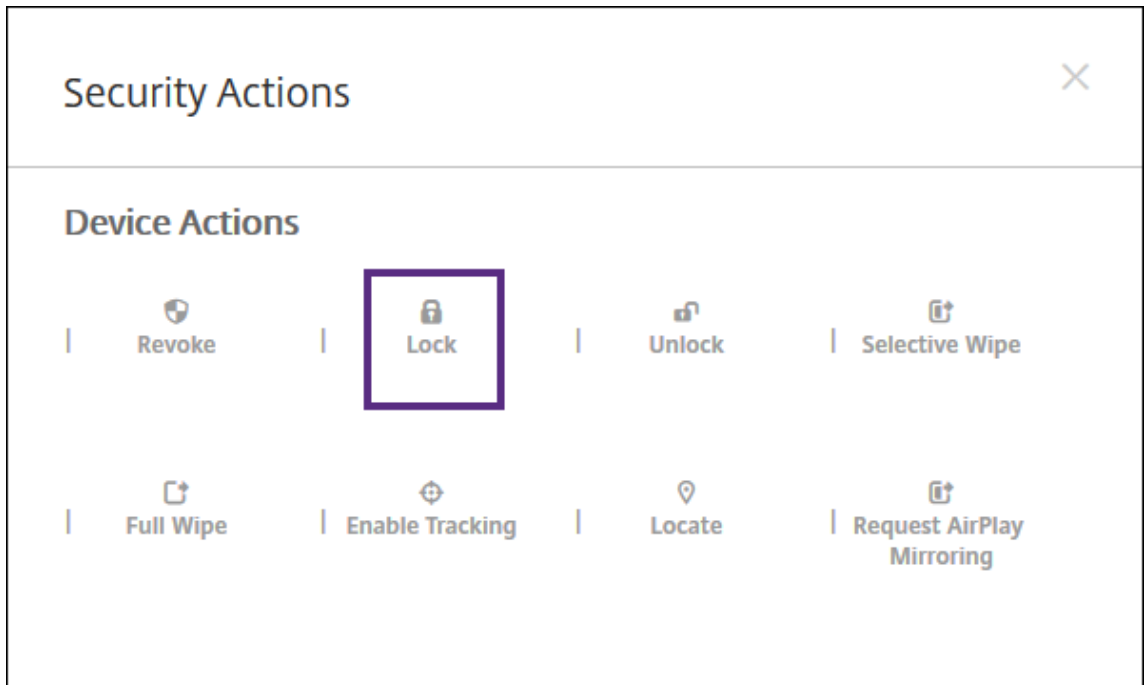 Security Actions
Device Actions
Revoke
Lock
Unlock
Selective Wipe
Full Wipe
Enable Tracking
Locate
Request AirPlay
Mirroring